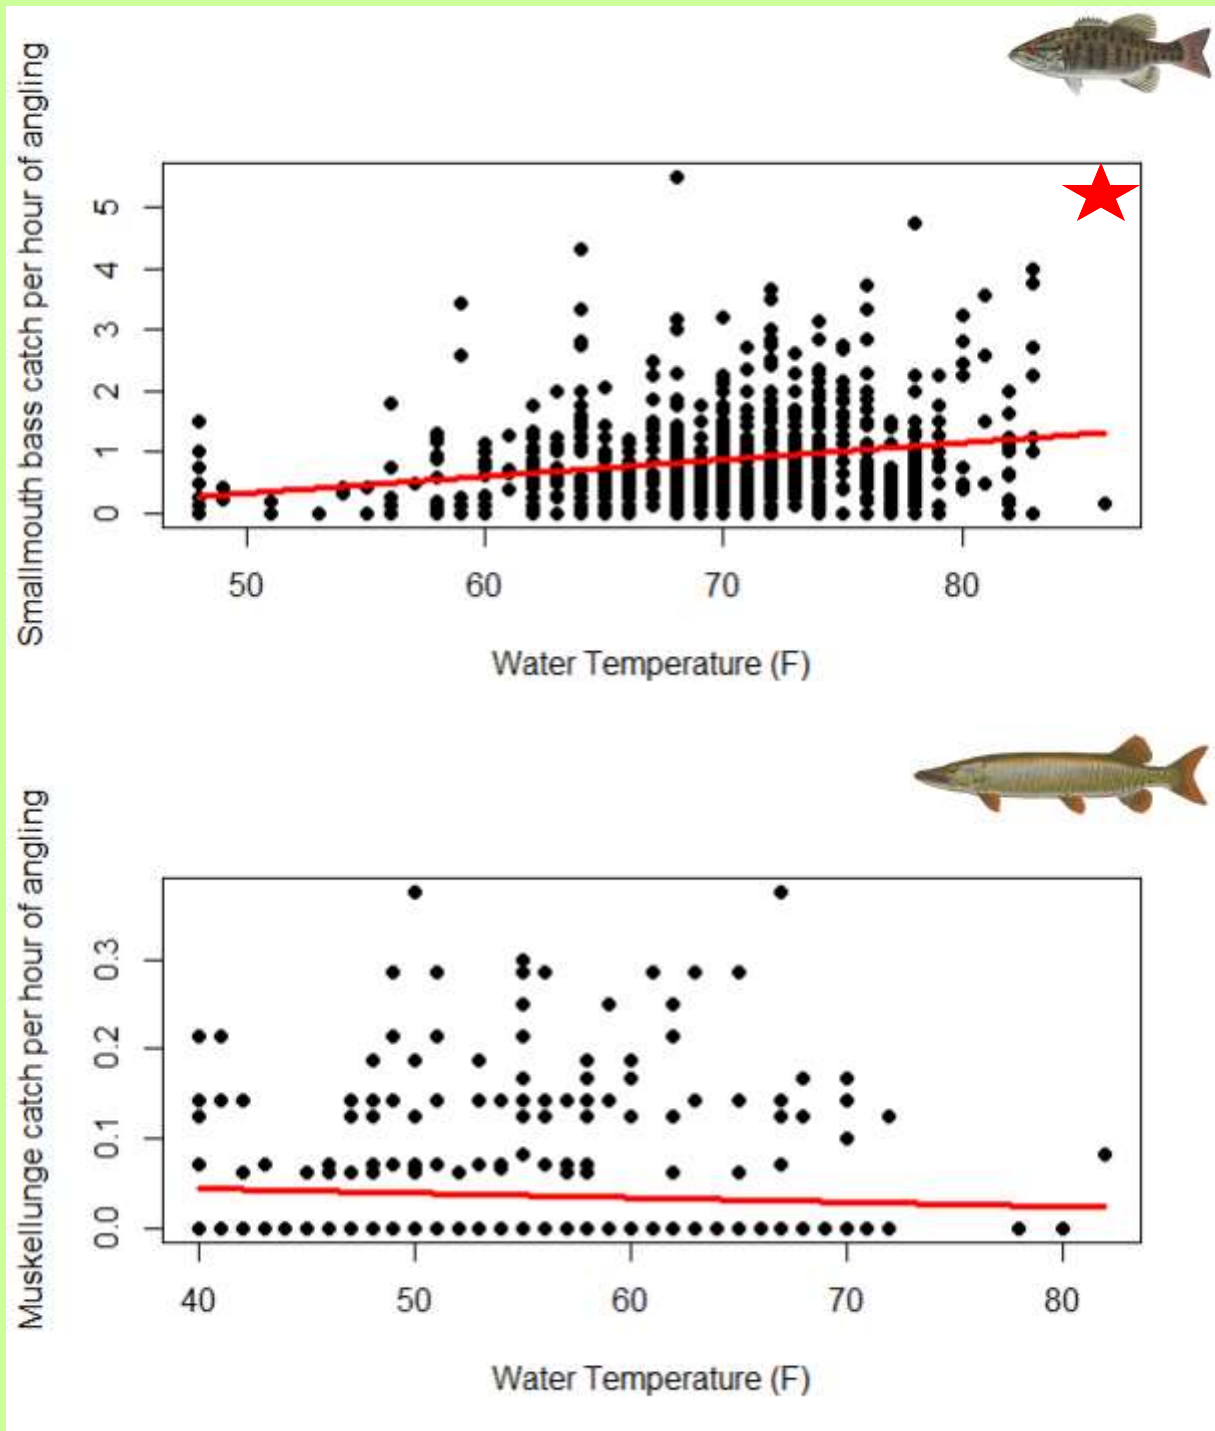 Smallmouth bass catch per hour of angling
5
4
3
2
1
0
50 60 70 80
Water Temperature (F)
Muskellunge catch per hour of angling
0.3
0.2
0.1
0.0
40 50 60 70 80
Water Temperature (F)